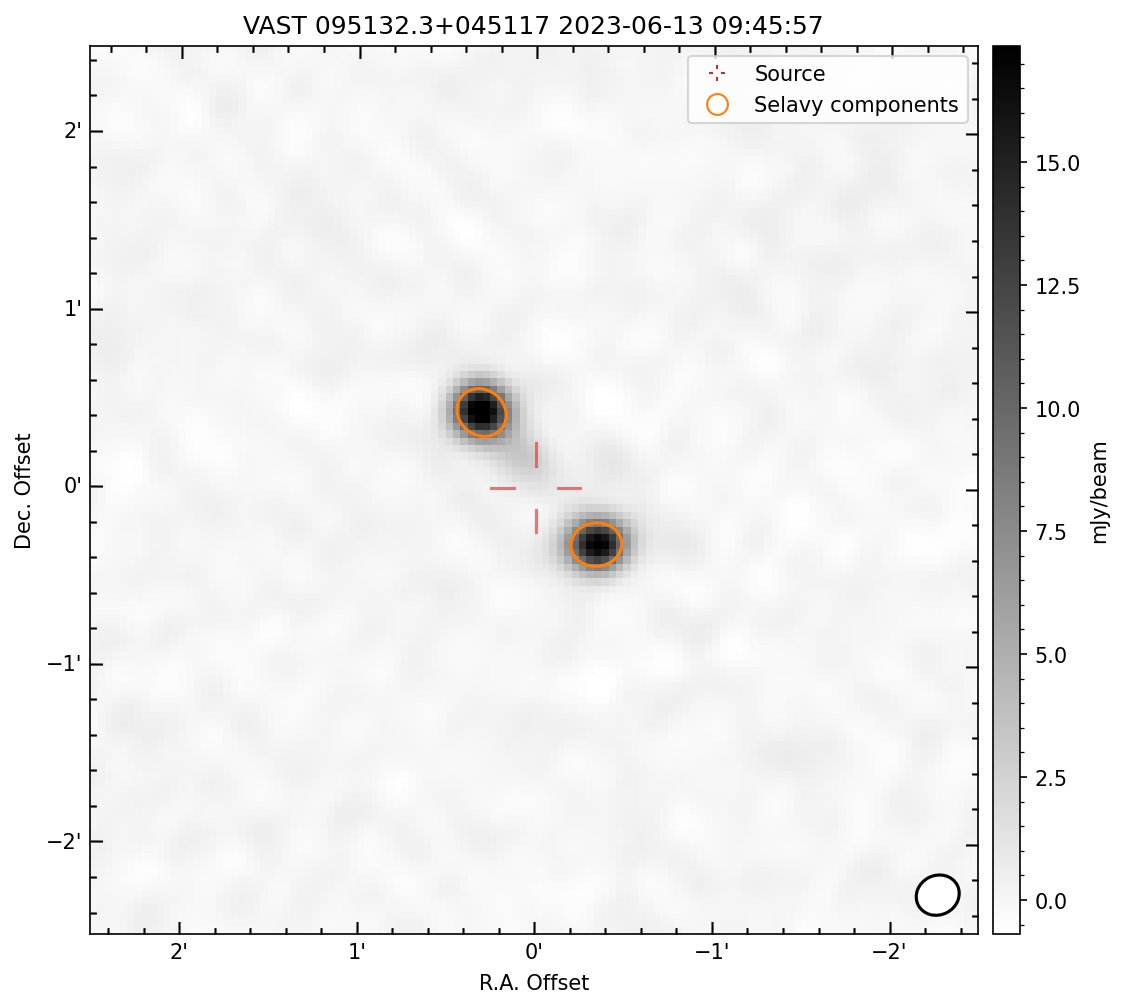 VAST 095132.3+045117 2023-06-13 09:45:57
Source
Selavy components
2'
1'
0'
−1'
−2'
Dec. Offset
2'
1'
0'
−1'
−2'
R.A. Offset
15.0
12.5
10.0
7.5
5.0
2.5
0.0
mJy/beam